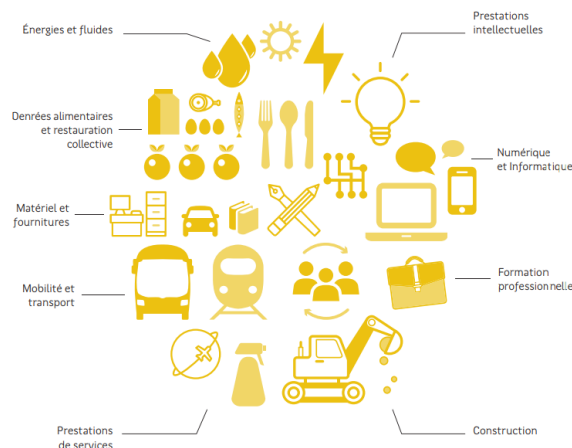 Énergies et fluides
Prestations
intellectuelles
Denrées alimentaires
et restauration
collective
Numérique
et Informatique
Matériel et
fournitures
Mobilité et
transport
Formation
professionnelle
Prestations
de services
Construction